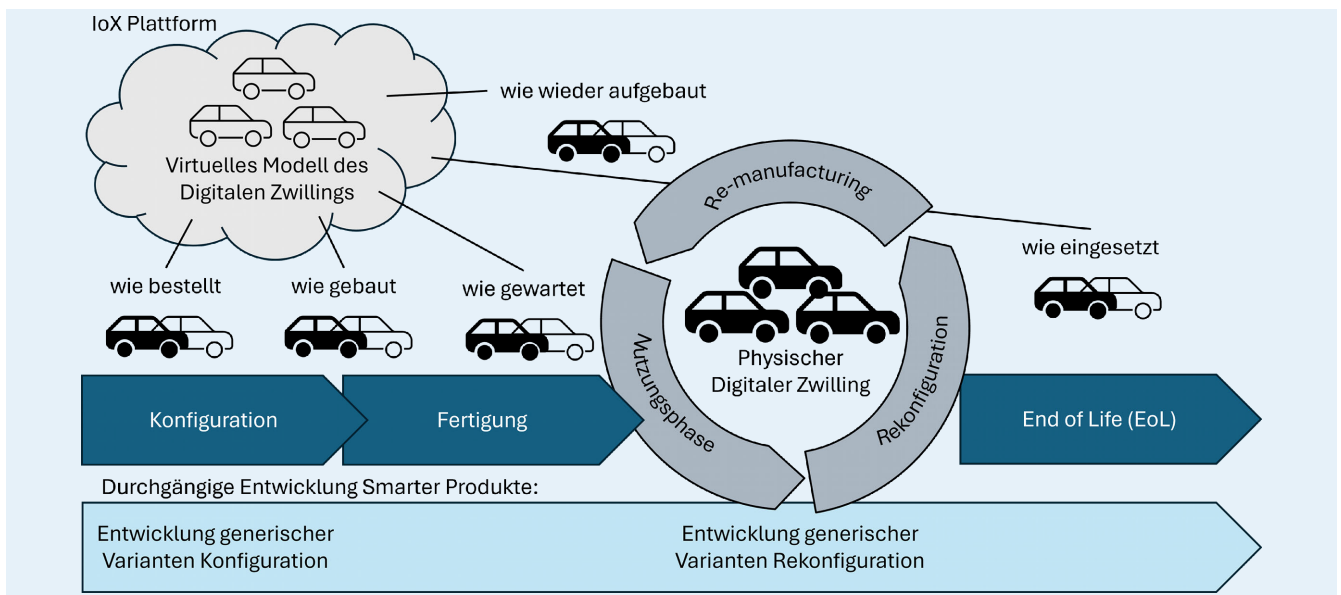 IoX Plattform
wie wieder aufgebaut
Virtuelles Modell des
Digitalen Zwillings
Re-manufacturing
wie eingesetzt
wie bestellt
wie gebaut
wie gewartet
Physischer
Digitaler Zwilling
Nutzungsphase
Rekonfiguration
Konfiguration
Fertigung
End of Life (EoL)
Durchgängige Entwicklung Smarter Produkte:
Entwicklung generischer
Varianten Konfiguration
Entwicklung generischer
Varianten Rekonfiguration